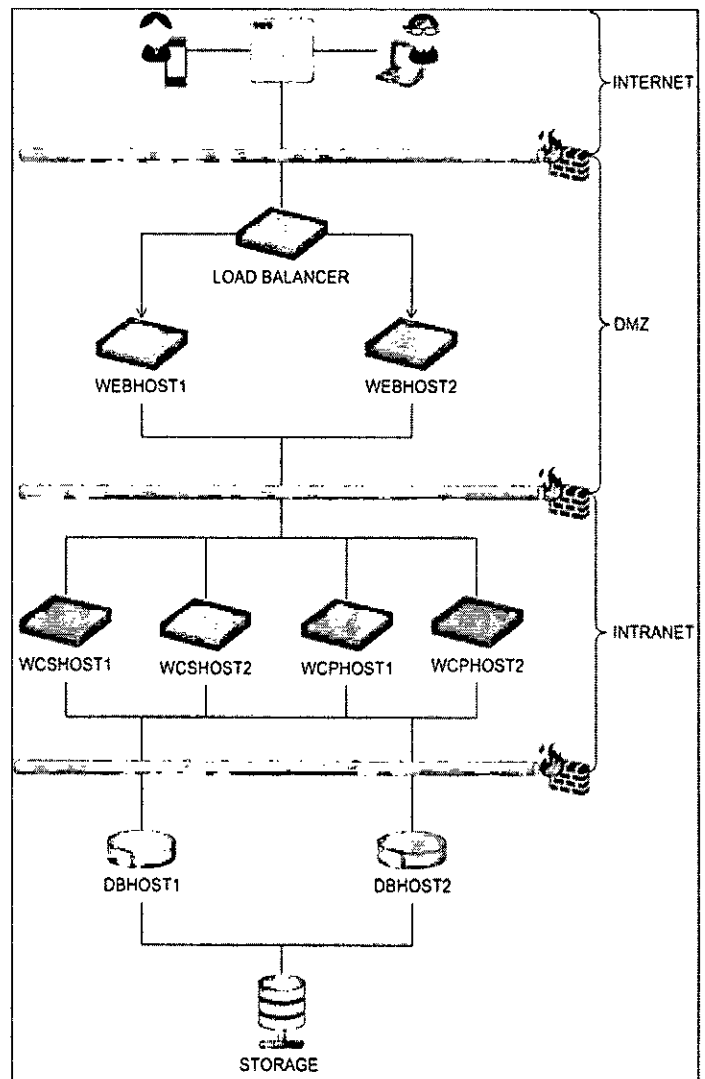 INTERNET
LOAD BALANCER
DMZ
WEBHOST1
WEBHOST2
INTRANET
WCSHOST1
WCSHOST2
WCPHOST1
WCPHOST2
DBHOST1
DBHOST2
STORAGE